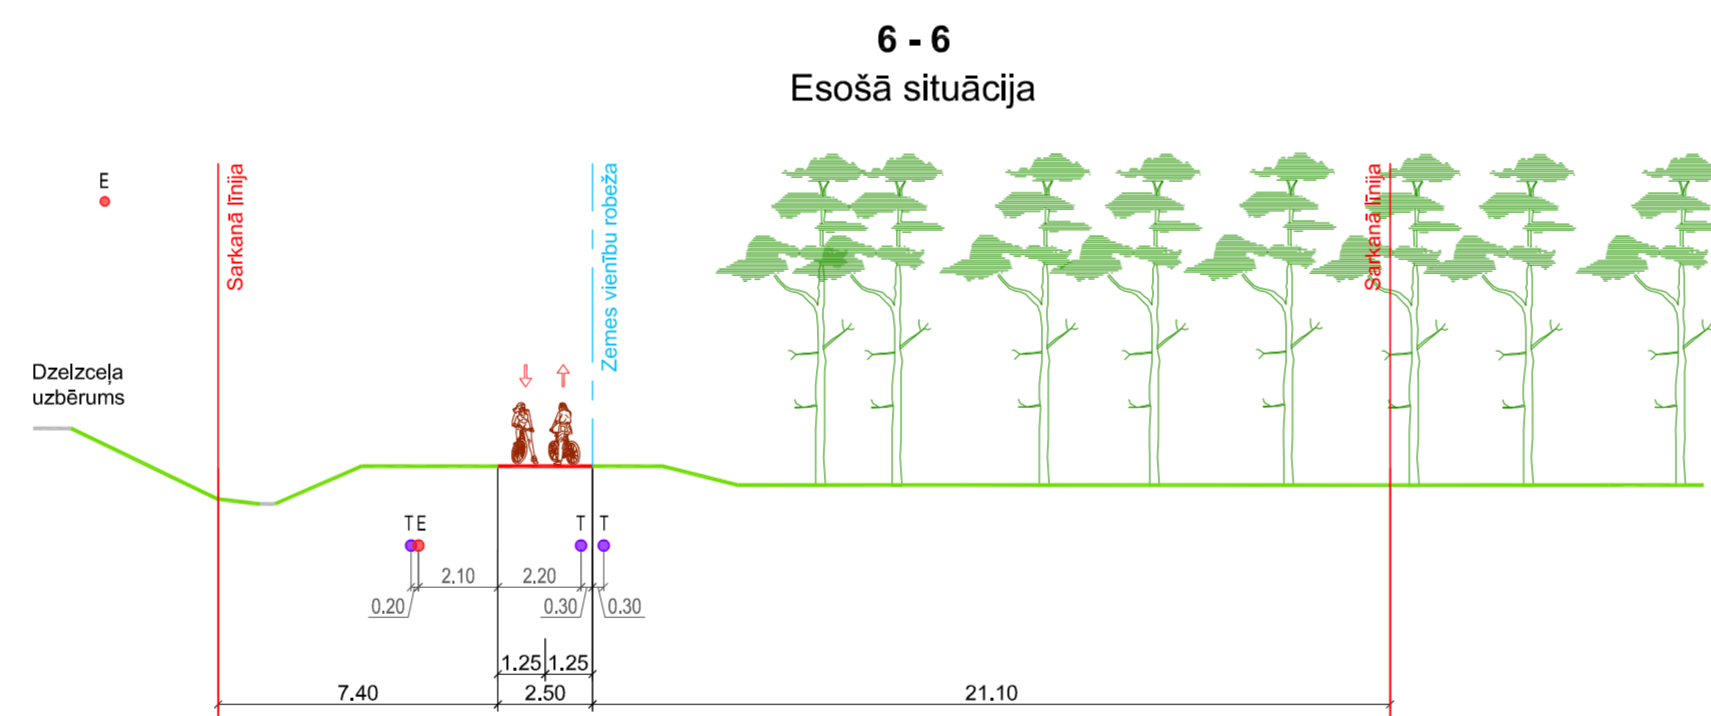 6 - 6
Esošā situācija
E
Sarkanā līnija
Zemes vienību robeža
Sarkanā līnija
Dzelzceļa
uzbērums
T E T T
2.10 2.20
0.20 0.30 0.30
1.25 1.25
7.40 2.50 21.10